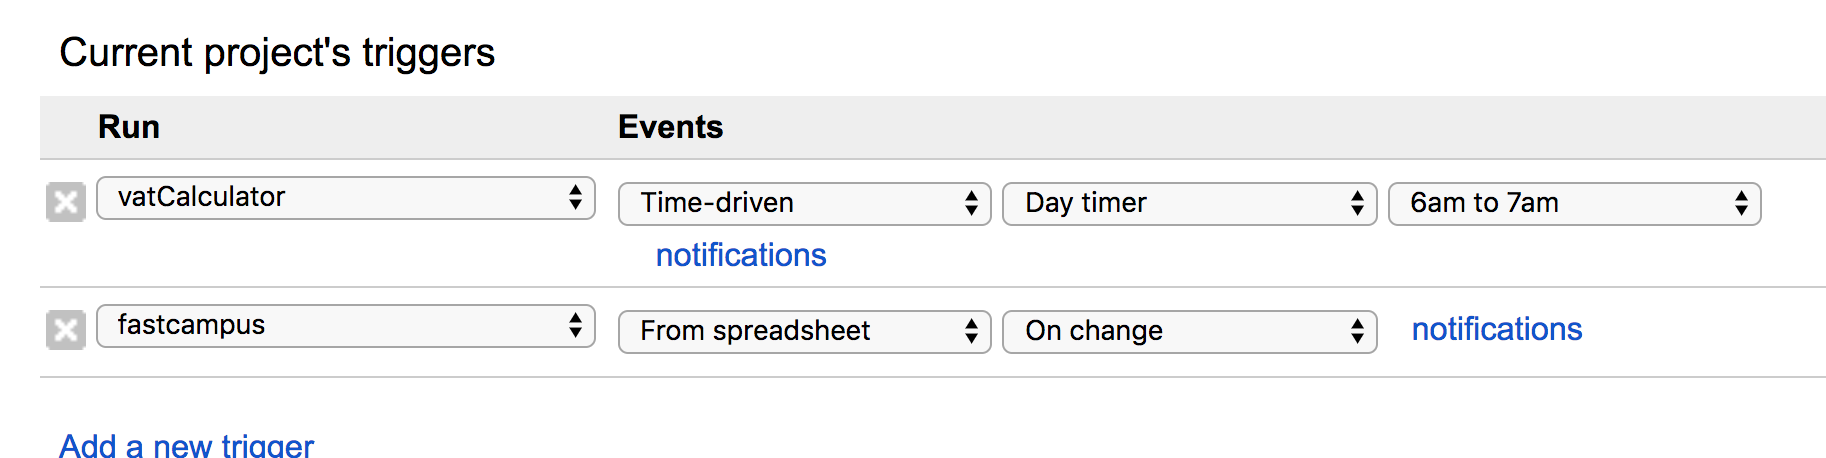 Current project's triggers
Run Events
vatCalculator Time-driven Day timer 6am to 7am
notifications
fastcampus From spreadsheet On change notifications
Add a new trigger